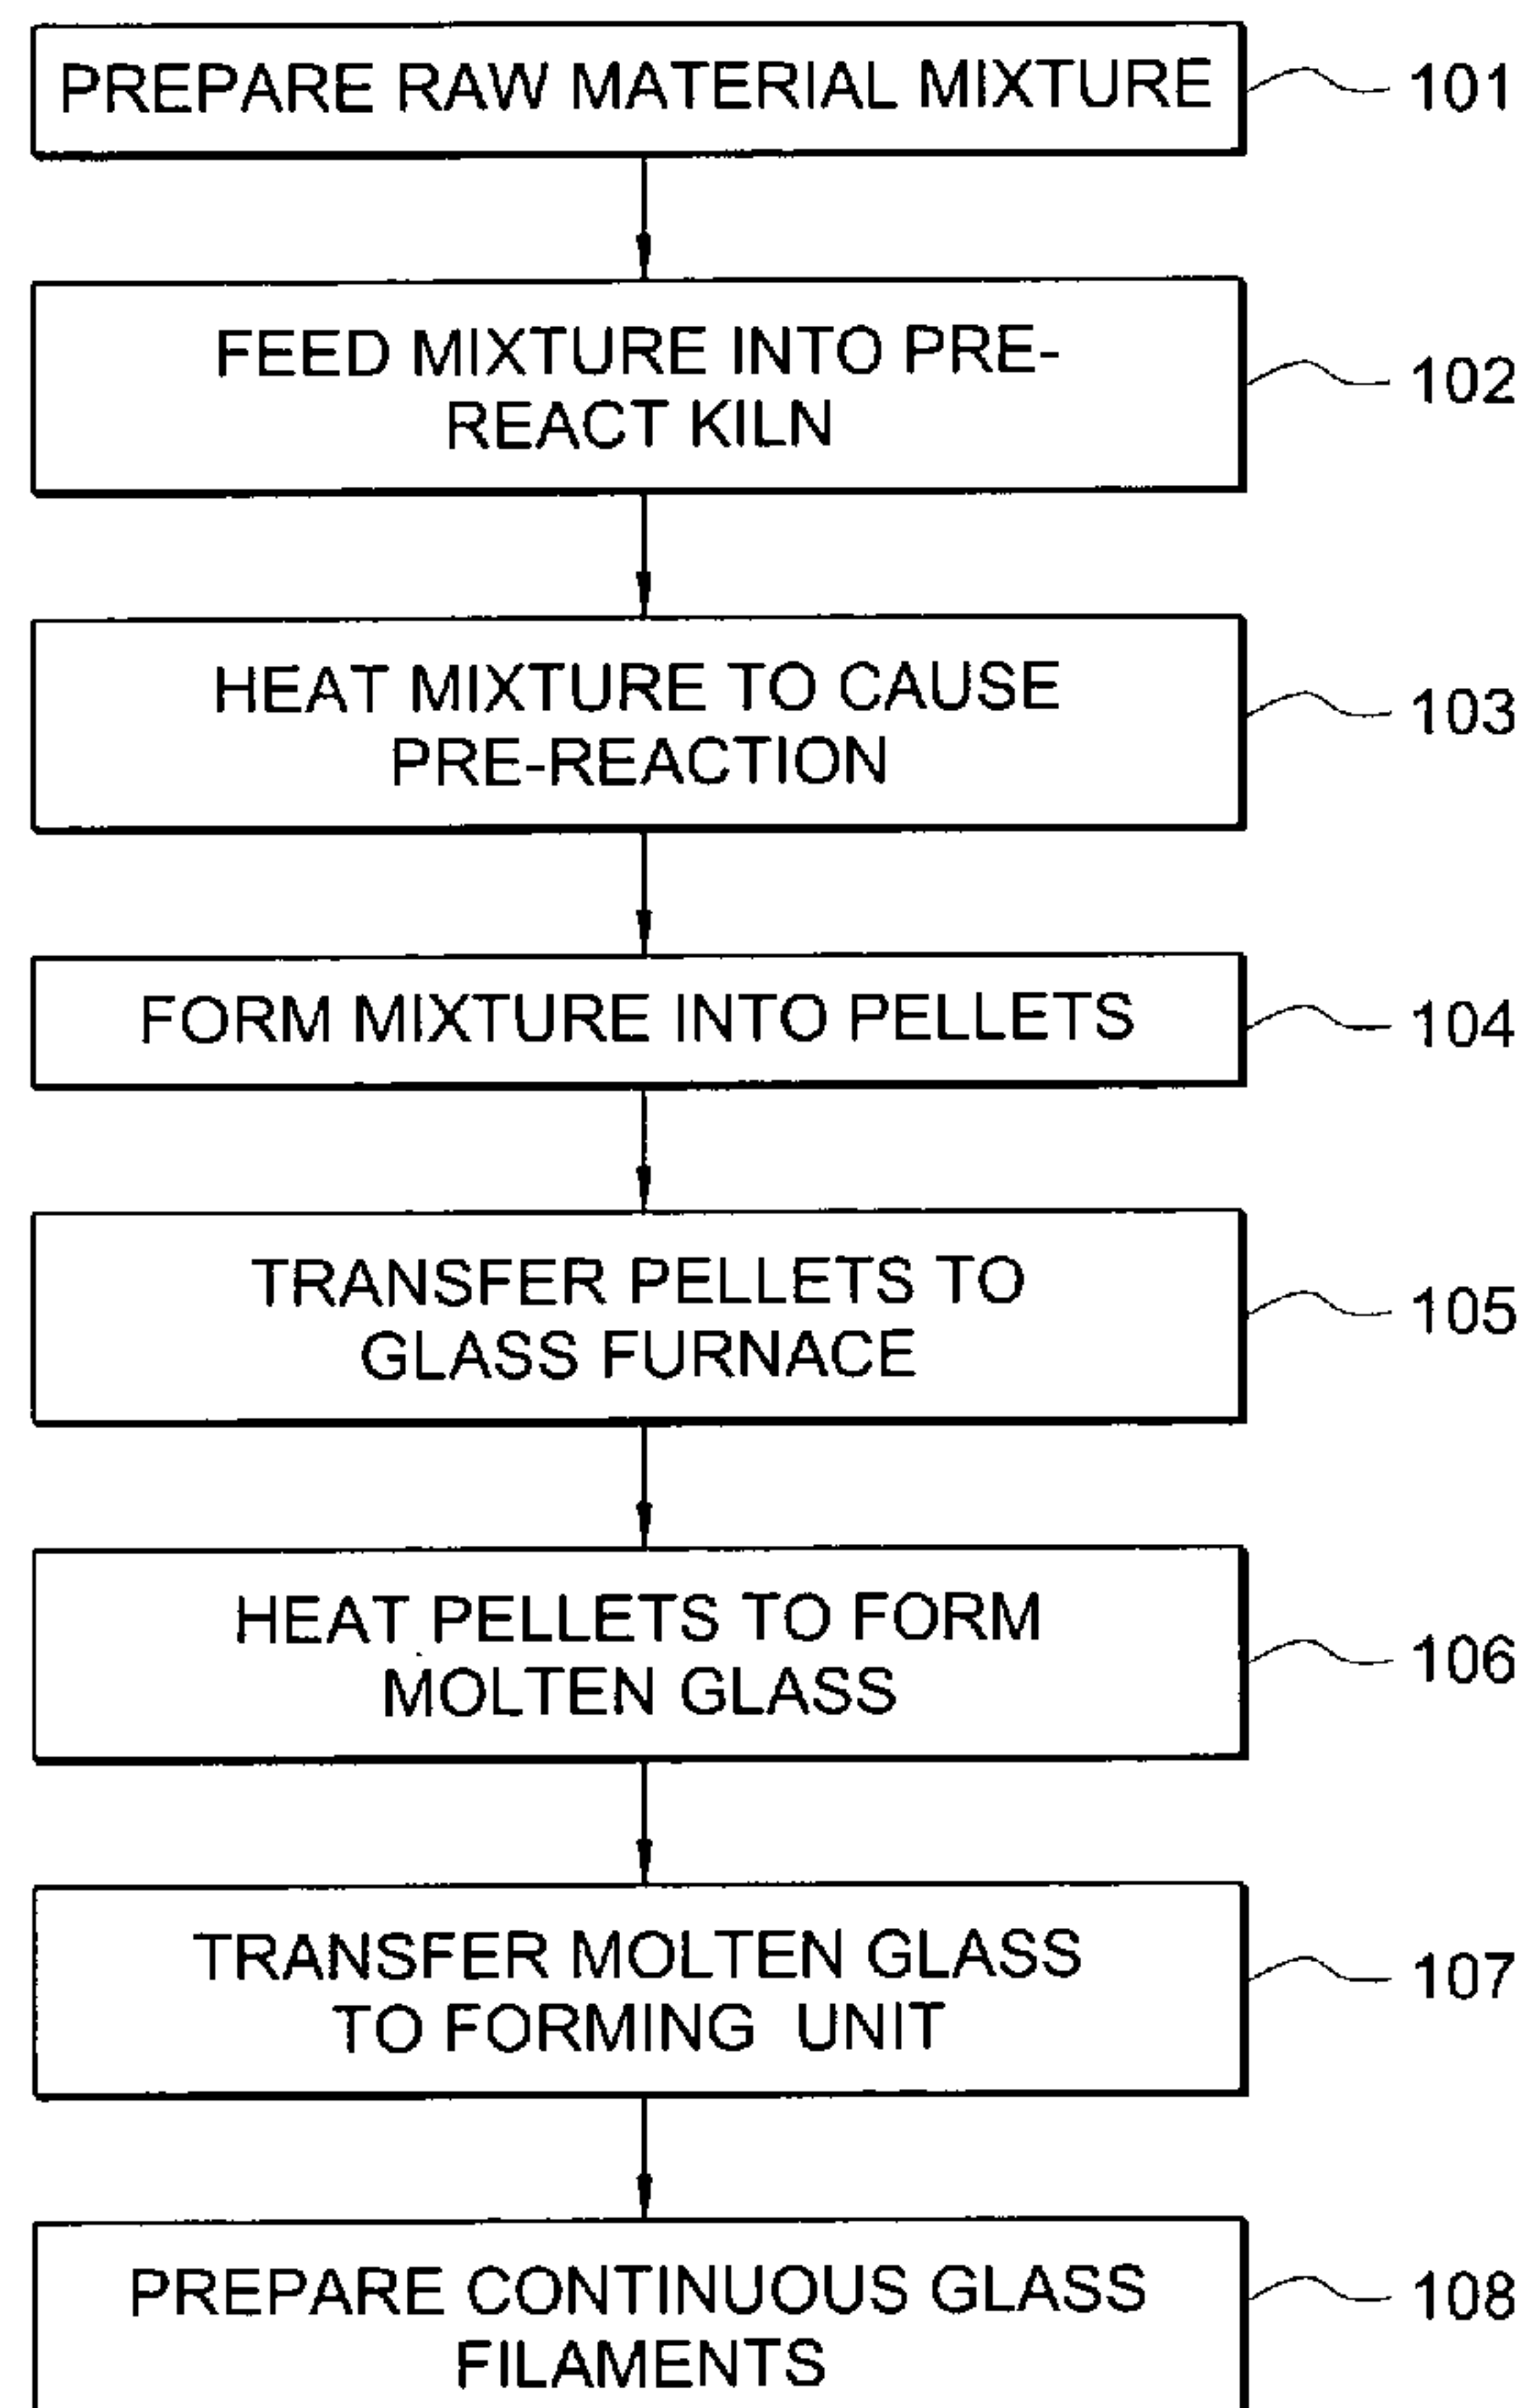 PREPARE RAW MATERIAL MIXTURE
101
FEED MIXTURE INTO PRE-
REACT KILN
102
HEAT MIXTURE TO CAUSE
PRE-REACTION
103
FORM MIXTURE INTO PELLETS
104
TRANSFER PELLETS TO
GLASS FURNACE
105
HEAT PELLETS TO FORM
MOLTEN GLASS
106
TRANSFER MOLTEN GLASS
TO FORMING UNIT
107
PREPARE CONTINUOUS GLASS
FILAMENTS
108